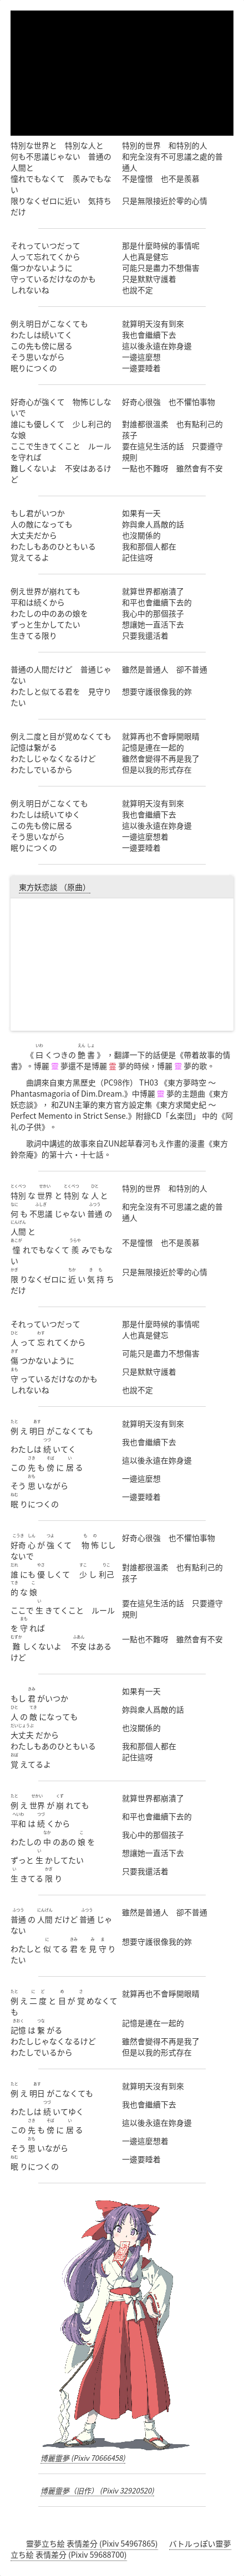 特別な世界と　特別な人と
特別的世界　和特別的人
何も不思議じゃない　普通の人間と
和完全沒有不可思議之處的普通人
憧れでもなくて　羨みでもない
不是憧憬　也不是羨慕
限りなくゼロに近い　気持ちだけ
只是無限接近於零的心情
それっていつだって
那是什麼時候的事情呢
人って忘れてくから
人也真是健忘
傷つかないように
可能只是盡力不想傷害
守っているだけなのかも
只是默默守護着
しれないね
也說不定
例え明日がこなくても
就算明天沒有到來
わたしは続いてく
我也會繼續下去
この先も傍に居る
這以後永遠在妳身邊
そう思いながら
一邊這麼想
眠りにつくの
一邊要睡着
好奇心が強くて　物怖じしないで
好奇心很強　也不懼怕事物
誰にも優しくて　少し利己的な娘
對誰都很溫柔　也有點利己的孩子
ここで生きてくこと　ルールを守れば
要在這兒生活的話　只要遵守規則
難しくないよ　不安はあるけど
一點也不難呀　雖然會有不安
もし君がいつか
如果有一天
人の敵になっても
妳與衆人爲敵的話
大丈夫だから
也沒關係的
わたしもあのひともいる
我和那個人都在
覚えてるよ
記住這呀
例え世界が崩れても
就算世界都崩潰了
平和は続くから
和平也會繼續下去的
わたしの中のあの娘を
我心中的那個孩子
ずっと生かしてたい
想讓她一直活下去
生きてる限り
只要我還活着
普通の人間だけど　普通じゃない
雖然是普通人　卻不普通
わたしと似てる君を　見守りたい
想要守護很像我的妳
例え二度と目が覚めなくても
就算再也不會睜開眼睛
記憶は繋がる
記憶是連在一起的
わたしじゃなくなるけど
雖然會變得不再是我了
わたしでいるから
但是以我的形式存在
例え明日がこなくても
就算明天沒有到來
わたしは続いてゆく
我也會繼續下去
この先も傍に居る
這以後永遠在妳身邊
そう思いながら
一邊這麼想着
眠りにつくの
一邊要睡着
東方妖恋談 （原曲）
《曰くつきの艶書》，翻譯一下的話便是《帶着故事的情書》。博麗 靈 夢還不是博麗 霊 夢的時候，博麗 靈 夢的歌。
曲調來自東方黒歴史（PC98作） TH03 《東方夢時空 ～ Phantasmagoria of Dim.Dream.》中博麗 靈 夢的主題曲《東方妖恋談》， 和ZUN主筆的東方官方設定集《東方求聞史紀 ～ Perfect Memento in Strict Sense.》附錄CD「幺楽団」 中的《阿礼の子供》。
歌詞中講述的故事來自ZUN起草春河もえ作畫的漫畫《東方鈴奈庵》的第十六・十七話。
特別な世界と特別な人と
特別的世界　和特別的人
何も不思議じゃない普通の人間と
和完全沒有不可思議之處的普通人
憧れでもなくて羨みでもない
不是憧憬　也不是羨慕
限りなくゼロに近い気持ちだけ
只是無限接近於零的心情
それっていつだって
那是什麼時候的事情呢
人って忘れてくから
人也真是健忘
傷つかないように
可能只是盡力不想傷害
守っているだけなのかも
只是默默守護着
しれないね
也說不定
例え明日がこなくても
就算明天沒有到來
わたしは続いてく
我也會繼續下去
この先も傍に居る
這以後永遠在妳身邊
そう思いながら
一邊這麼想
眠りにつくの
一邊要睡着
好奇心が強くて　物怖じしないで
好奇心很強　也不懼怕事物
誰にも優しくて　少し利己的な娘
對誰都很溫柔　也有點利己的孩子
ここで生きてくこと　ルールを守れば
要在這兒生活的話　只要遵守規則
難しくないよ　不安はあるけど
一點也不難呀　雖然會有不安
もし君がいつか
如果有一天
人の敵になっても
妳與衆人爲敵的話
大丈夫だから
也沒關係的
わたしもあのひともいる
我和那個人都在
覚えてるよ
記住這呀
例え世界が崩れても
就算世界都崩潰了
平和は続くから
和平也會繼續下去的
わたしの中のあの娘を
我心中的那個孩子
ずっと生かしてたい
想讓她一直活下去
生きてる限り
只要我還活着
普通の人間だけど普通じゃない
雖然是普通人　卻不普通
わたしと似てる君を見守りたい
想要守護很像我的妳
例え二度と目が覚めなくても
就算再也不會睜開眼睛
記憶は繋がる
記憶是連在一起的
わたしじゃなくなるけど
雖然會變得不再是我了
わたしでいるから
但是以我的形式存在
例え明日がこなくても
就算明天沒有到來
わたしは続いてゆく
我也會繼續下去
この先も傍に居る
這以後永遠在妳身邊
そう思いながら
一邊這麼想着
眠りにつくの
一邊要睡着
博麗靈夢 (Pixiv 70666458)
博麗靈夢（旧作） (Pixiv 32920520)
靈夢立ち絵 表情差分 (Pixiv 54967865)　バトルっぽい靈夢立ち絵 表情差分 (Pixiv 59688700)